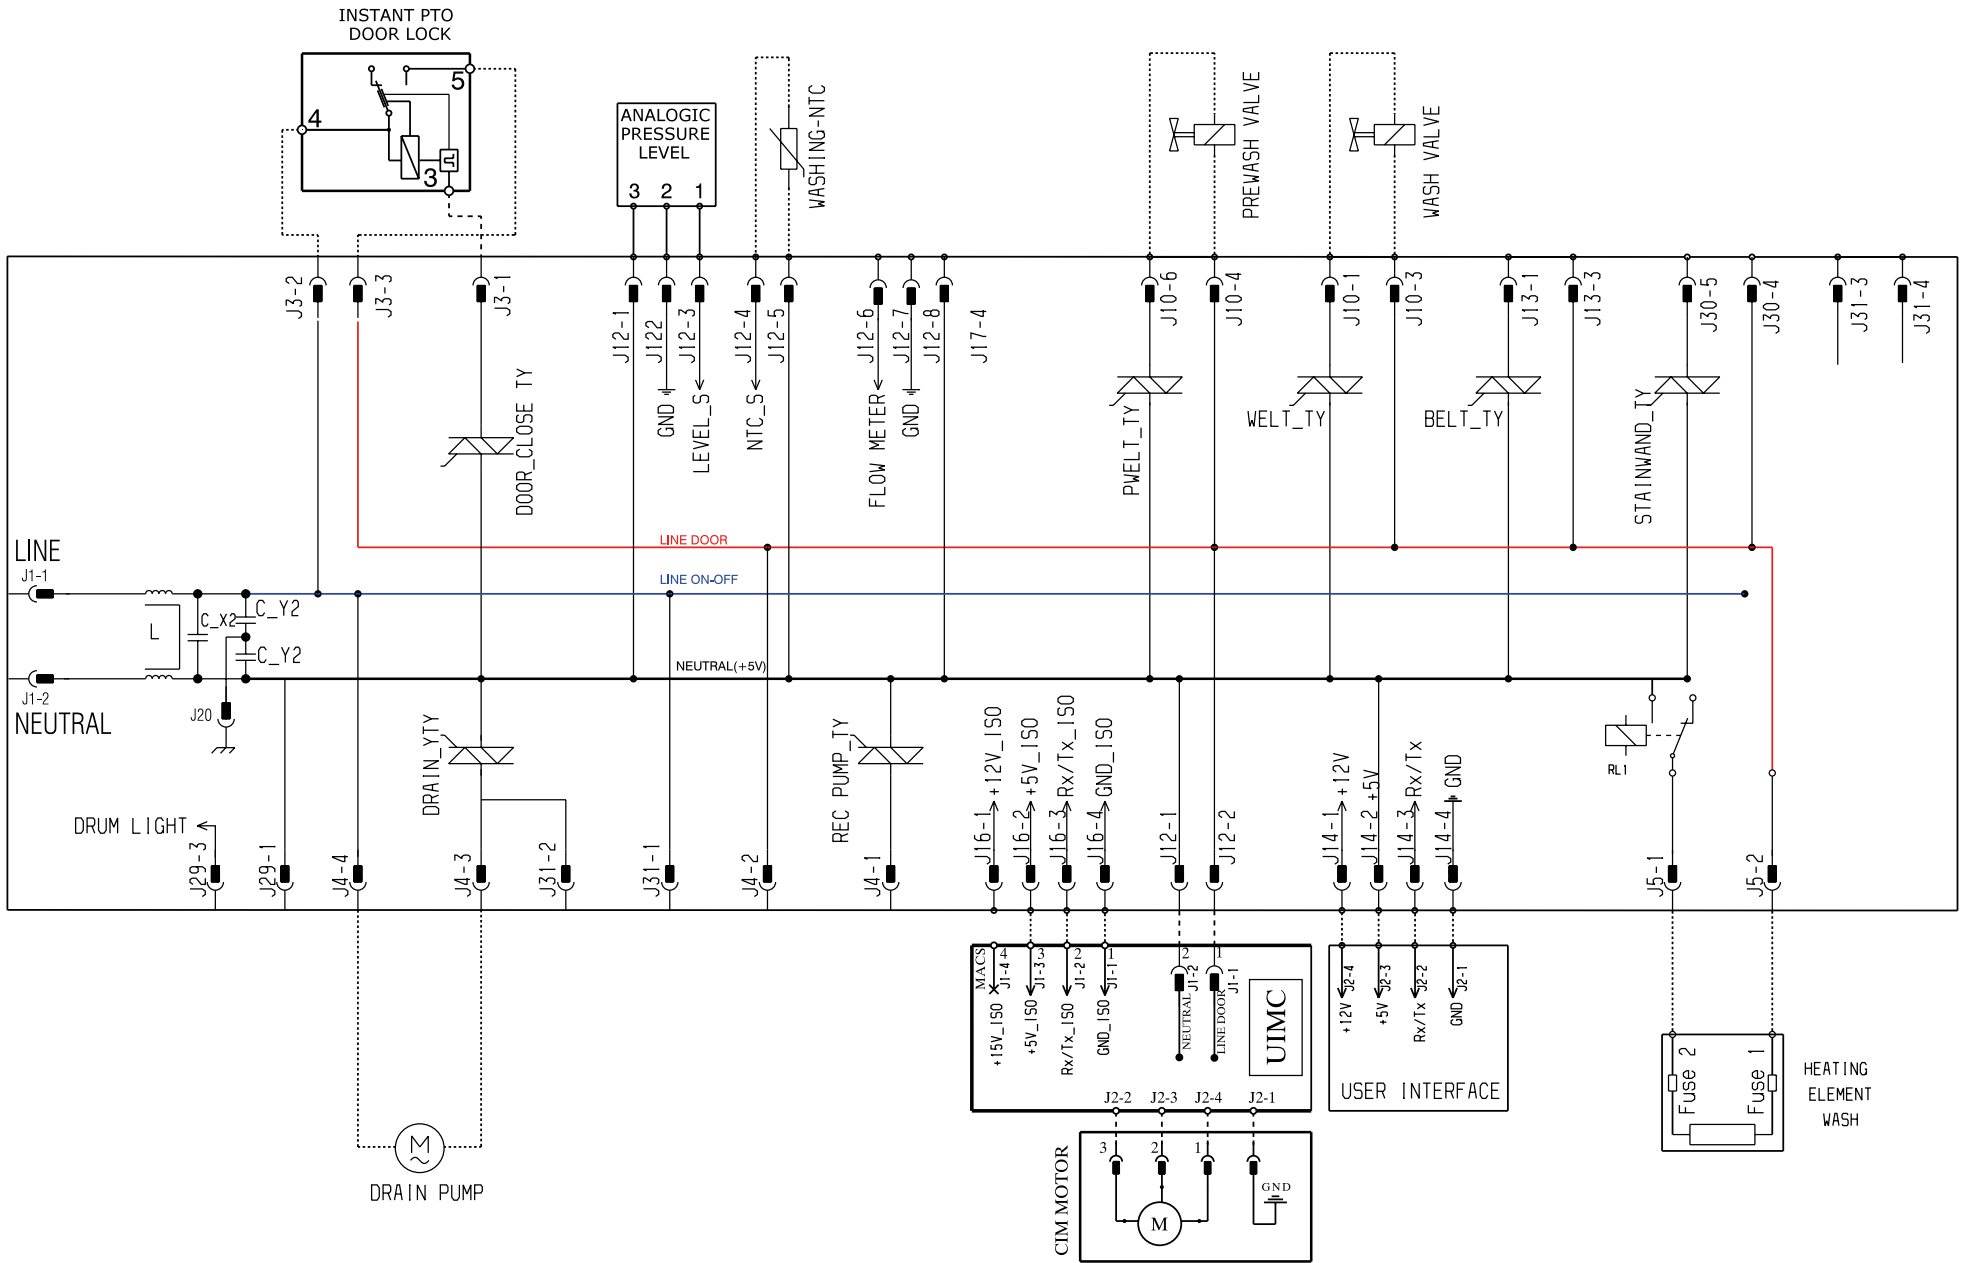 INSTANT PTO
DOOR LOCK
5
4
3
ANALOGIC
PRESSURE
LEVEL
3 2 1
WASHING-NTC
PREWASH VALVE
WASH VALVE
J3-2
J3-3
J3-1
J12-1
J122
J12-3
J12-4
J12-5
J12-6
J12-7
J12-8
J17-4
J10-6
J10-4
J10-1
J10-3
J13-1
J13-3
J30-5
J30-4
J31-3
J31-4
DOOR_CLOSE TY
GND
LEVEL_S
NTC_S
FLOW METER
GND
PWELT_TY
WELT_TY
BELT_TY
STAINWAND_TY
LINE DOOR
LINE
J1-1
LINE ON-OFF
L
C_X2
C_Y2
C_Y2
NEUTRAL(+5V)
J1-2
NEUTRAL
J20
DRAIN_YTY
REC PUMP_TY
+12V_ISO
+5V_ISO
Rx/Tx_ISO
GND_ISO
+12V
+5V
Rx/Tx
GND
RL1
DRUM LIGHT
J29-3
J29-1
J4-4
J4-3
J31-2
J31-1
J4-2
J4-1
J16-1
J16-2
J16-3
J16-4
J12-1
J12-2
J14-1
J14-2
J14-3
J14-4
J5-1
J5-2
MACS
4 3 2 1 2 1
J1-4
J1-3
J1-2
J1-1
J1-2
J1-1
+15V_ISO
+5V_ISO
Rx/Tx_ISO
GND_ISO
NEUTRAL
LINE DOOR
UIMC
J2-4
J2-3
J2-2
J2-1
+12V
+5V
Rx/Tx
GND
USER INTERFACE
Fuse 2
Fuse 1
HEATING
ELEMENT
WASH
J2-2 J2-3 J2-4 J2-1
3 2 1
CIM MOTOR
M
GND
M
DRAIN PUMP